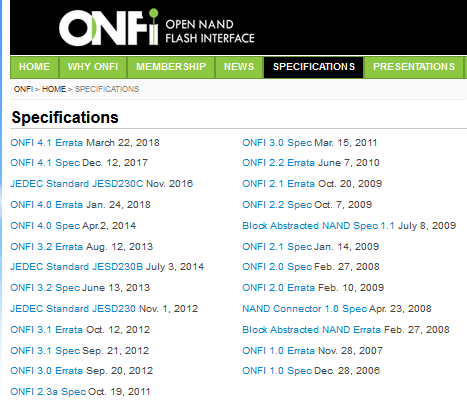 ONFi OPEN NAND
FLASH INTERFACE
HOME WHY ONFI MEMBERSHIP NEWS SPECIFICATIONS PRESENTATIONS
ONFI > HOME > SPECIFICATIONS
Specifications
ONFI 4.1 Errata March 22, 2018
ONFI 4.1 Spec Dec. 12, 2017
JEDEC Standard JESD230C Nov. 2016
ONFI 4.0 Errata Jan. 24, 2018
ONFI 4.0 Spec Apr.2, 2014
ONFI 3.2 Errata Aug. 12, 2013
JEDEC Standard JESD230B July 3, 2014
ONFI 3.2 Spec June 13, 2013
JEDEC Standard JESD230 Nov. 1, 2012
ONFI 3.1 Errata Oct. 12, 2012
ONFI 3.1 Spec Sep. 21, 2012
ONFI 3.0 Errata Sep. 20, 2012
ONFI 2.3a Spec Oct. 19, 2011
ONFI 3.0 Spec Mar. 15, 2011
ONFI 2.2 Errata June 7, 2010
ONFI 2.1 Errata Oct. 20, 2009
ONFI 2.2 Spec Oct. 7, 2009
Block Abstracted NAND Spec 1.1 July 8, 2009
ONFI 2.1 Spec Jan. 14, 2009
ONFI 2.0 Spec Feb. 27, 2008
ONFI 2.0 Errata Feb. 10, 2009
NAND Connector 1.0 Spec Apr. 23, 2008
Block Abstracted NAND Errata Feb. 27, 2008
ONFI 1.0 Errata Nov. 28, 2007
ONFI 1.0 Spec Dec. 28, 2006